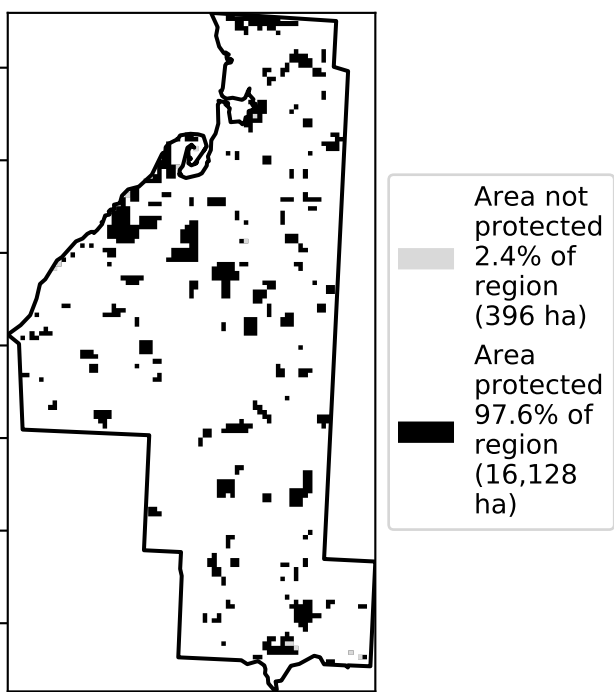 Area not
protected
2.4% of
region
(396 ha)
Area
protected
97.6% of
region
(16,128
ha)